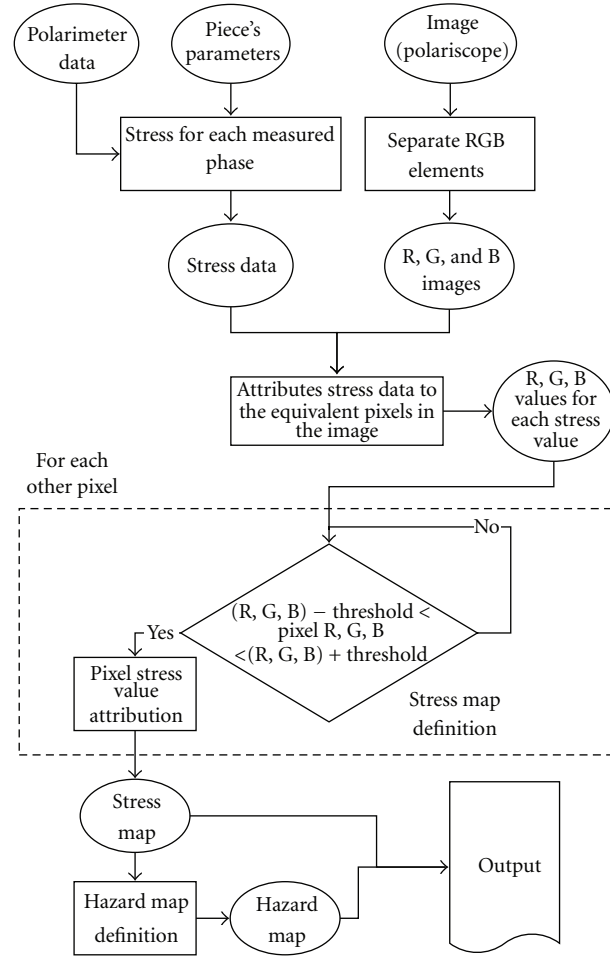 Polarimeter
data
Piece's
parameters
Image
(polariscope)
Stress for each measured
phase
Separate RGB
elements
Stress data
R, G, and B
images
Attributes stress data to
the equivalent pixels in
the image
R, G, B
values for
each stress
value
For each
other pixel
No
(R, G, B) − threshold <
pixel R, G, B
<(R, G, B) + threshold
Yes
Pixel stress
value
attribution
Stress map
definition
Stress
map
Output
Hazard map
definition
Hazard
map